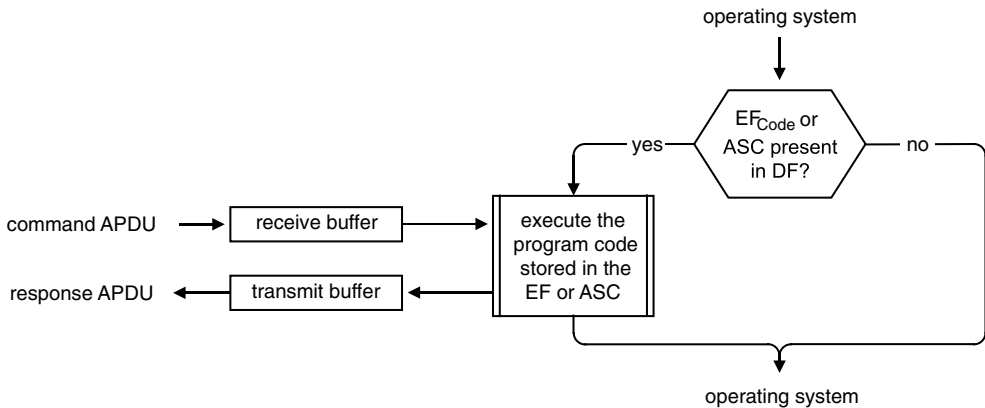 operating system
EFCode or
ASC present
in DF?
yes
no
command APDU
receive buffer
execute the
program code
stored in the
EF or ASC
response APDU
transmit buffer
operating system